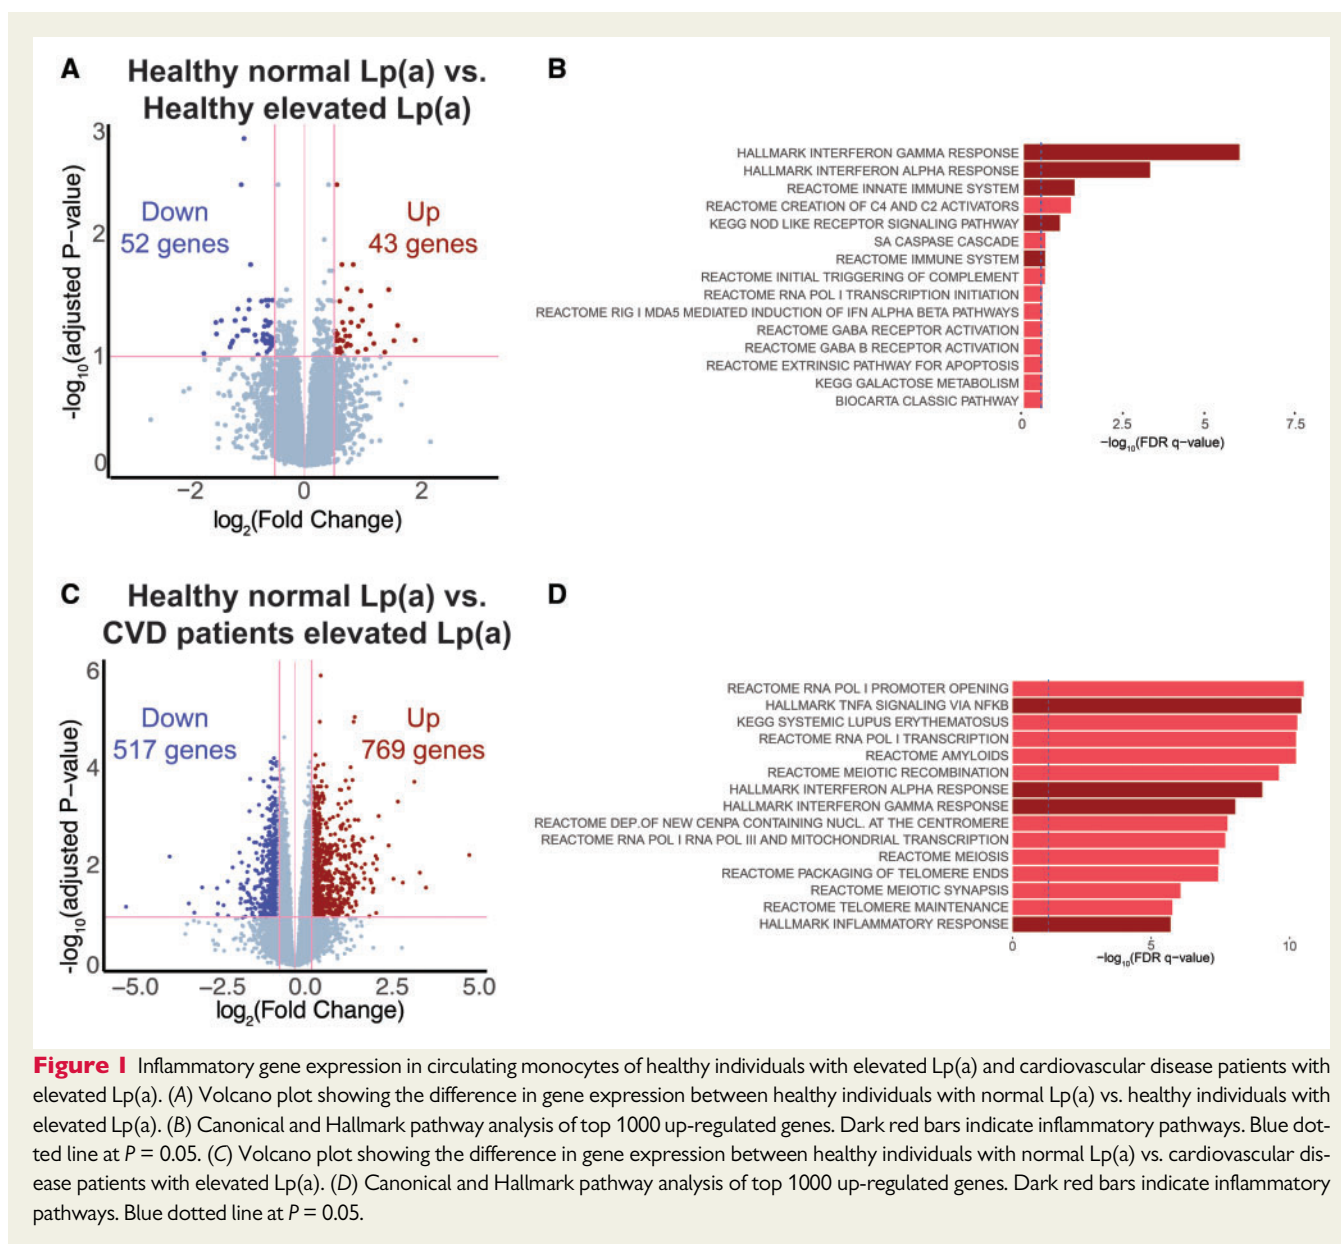 A
Healthy normal Lp(a) vs.
Healthy elevated Lp(a)
3
2
1
0
-log10(adjusted P-value)
Down
52 genes
Up
43 genes
−2
0
2
log2(Fold Change)
B
HALLMARK INTERFERON GAMMA RESPONSE
HALLMARK INTERFERON ALPHA RESPONSE
REACTOME INNATE IMMUNE SYSTEM
REACTOME CREATION OF C4 AND C2 ACTIVATORS
KEGG NOD LIKE RECEPTOR SIGNALING PATHWAY
SA CASPASE CASCADE
REACTOME IMMUNE SYSTEM
REACTOME INITIAL TRIGGERING OF COMPLEMENT
REACTOME RNA POL I TRANSCRIPTION INITIATION
REACTOME RIG I MDA5 MEDIATED INDUCTION OF IFN ALPHA BETA PATHWAYS
REACTOME GABA RECEPTOR ACTIVATION
REACTOME GABA B RECEPTOR ACTIVATION
REACTOME EXTRINSIC PATHWAY FOR APOPTOSIS
KEGG GALACTOSE METABOLISM
BIOCARTA CLASSIC PATHWAY
0
2.5
5
7.5
−log10(FDR q−value)
C
Healthy normal Lp(a) vs.
CVD patients elevated Lp(a)
6
4
2
0
-log10(adjusted P−value)
Down
517 genes
Up
769 genes
−5.0
−2.5
0.0
2.5
5.0
log2(Fold Change)
D
REACTOME RNA POL I PROMOTER OPENING
HALLMARK TNFA SIGNALING VIA NFKB
KEGG SYSTEMIC LUPUS ERYTHEMATOSUS
REACTOME RNA POL I TRANSCRIPTION
REACTOME AMYLOIDS
REACTOME MEIOTIC RECOMBINATION
HALLMARK INTERFERON ALPHA RESPONSE
HALLMARK INTERFERON GAMMA RESPONSE
REACTOME DEP.OF NEW CENPA CONTAINING NUCL. AT THE CENTROMERE
REACTOME RNA POL I RNA POL III AND MITOCHONDRIAL TRANSCRIPTION
REACTOME MEIOSIS
REACTOME PACKAGING OF TELOMERE ENDS
REACTOME MEIOTIC SYNAPSIS
REACTOME TELOMERE MAINTENANCE
HALLMARK INFLAMMATORY RESPONSE
0
5
10
−log10(FDR q−value)
Figure 1 Inflammatory gene expression in circulating monocytes of healthy individuals with elevated Lp(a) and cardiovascular disease patients with
elevated Lp(a). (A) Volcano plot showing the difference in gene expression between healthy individuals with normal Lp(a) vs. healthy individuals with
elevated Lp(a). (B) Canonical and Hallmark pathway analysis of top 1000 up-regulated genes. Dark red bars indicate inflammatory pathways. Blue dot-
ted line at P = 0.05. (C) Volcano plot showing the difference in gene expression between healthy individuals with normal Lp(a) vs. cardiovascular dis-
ease patients with elevated Lp(a). (D) Canonical and Hallmark pathway analysis of top 1000 up-regulated genes. Dark red bars indicate inflammatory
pathways. Blue dotted line at P = 0.05.